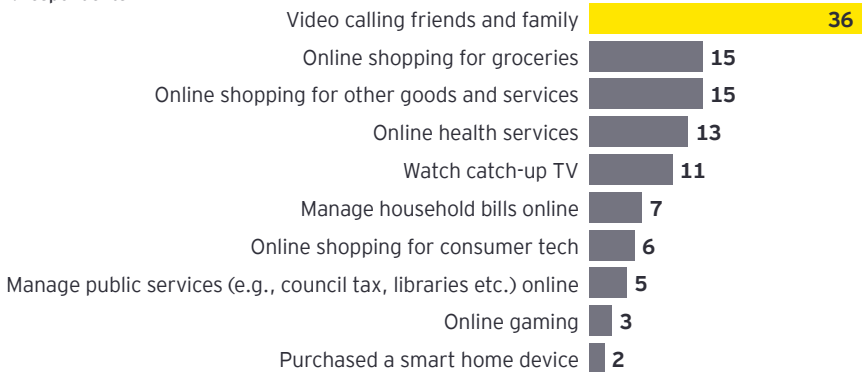 Video calling friends and family 36
Online shopping for groceries 15
Online shopping for other goods and services 15
Online health services 13
Watch catch-up TV 11
Manage household bills online 7
Online shopping for consumer tech 6
Manage public services (e.g., council tax, libraries etc.) online 5
Online gaming 3
Purchased a smart home device 2